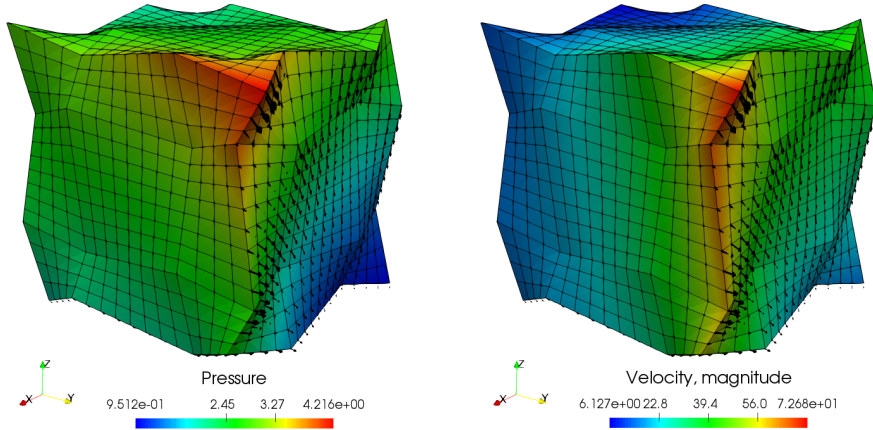 Z
X Y
Pressure
9.512e-01 2.45 3.27 4.216e+00
Z
X Y
Velocity, magnitude
6.127e+00 22.8 39.4 56.0 7.268e+01